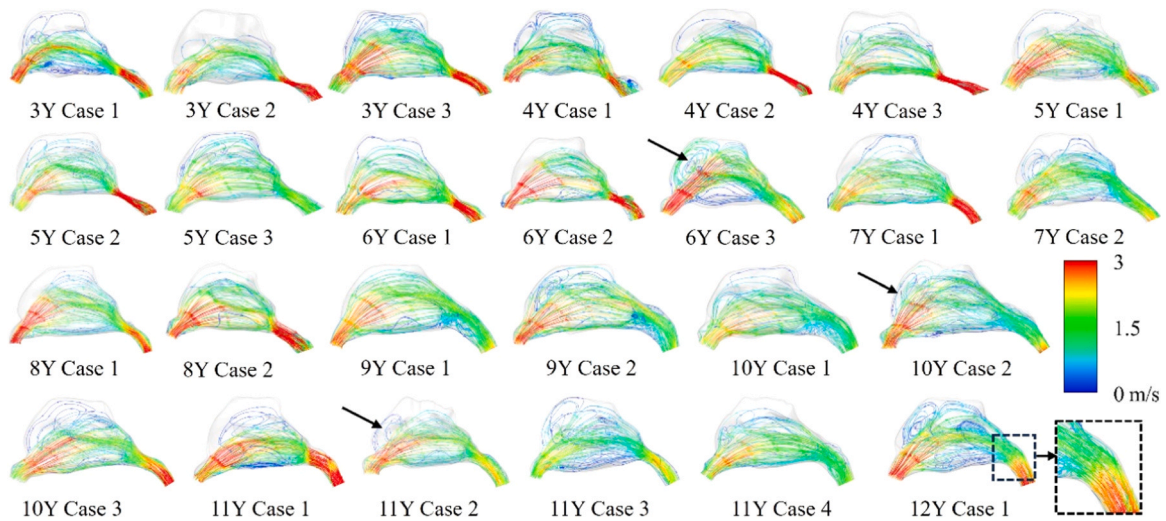 3Y Case 1 3Y Case 2 3Y Case 3 4Y Case 1 4Y Case 2 4Y Case 3 5Y Case 1
5Y Case 2 5Y Case 3 6Y Case 1 6Y Case 2 6Y Case 3 7Y Case 1 7Y Case 2
3
1.5
0 m/s
8Y Case 1 8Y Case 2 9Y Case 1 9Y Case 2 10Y Case 1 10Y Case 2
10Y Case 3 11Y Case 1 11Y Case 2 11Y Case 3 11Y Case 4 12Y Case 1